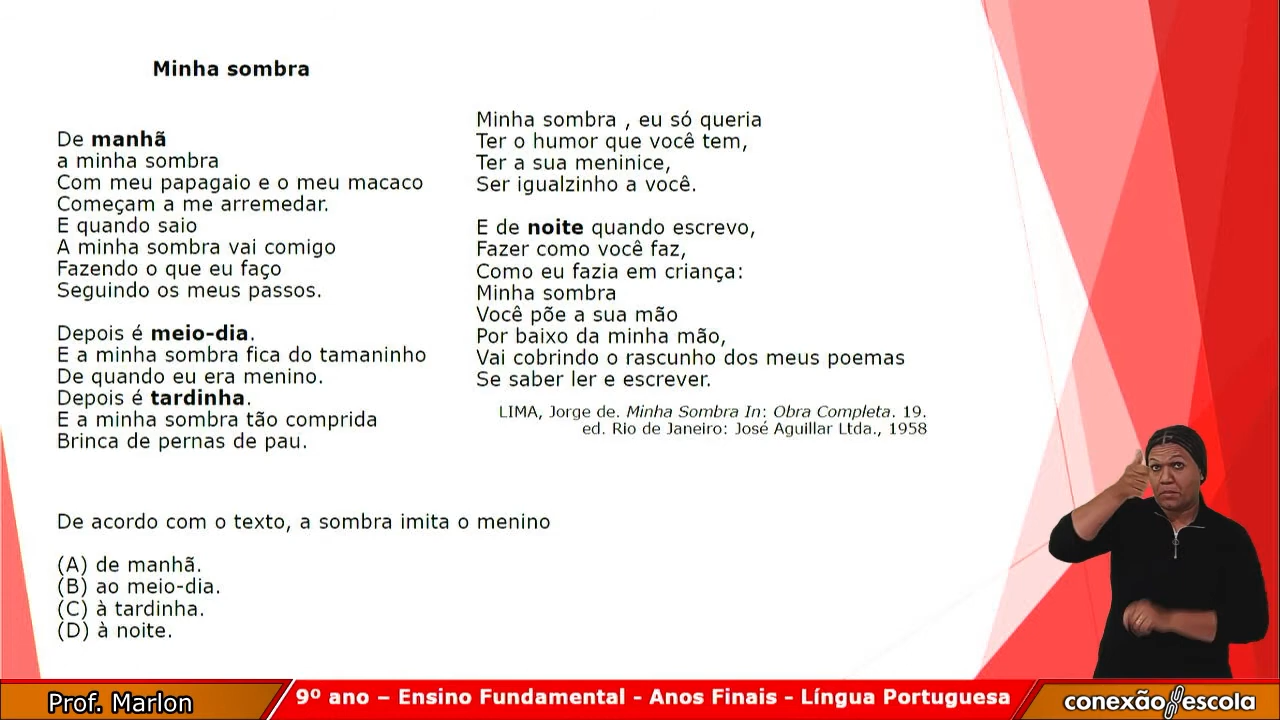 Minha sombra
De manhã
a minha sombra
Com meu papagaio e o meu macaco
Começam a me arremedar.
E quando saio
A minha sombra vai comigo
Fazendo o que eu faço
Seguindo os meus passos.
Depois é meio-dia.
E a minha sombra fica do tamaninho
De quando eu era menino.
Depois é tardinha.
E a minha sombra tão comprida
Brinca de pernas de pau.
Minha sombra , eu só queria
Ter o humor que você tem,
Ter a sua meninice,
Ser igualzinho a você.
E de noite quando escrevo,
Fazer como você faz,
Como eu fazia em criança:
Minha sombra
Você põe a sua mão
Por baixo da minha mão,
Vai cobrindo o rascunho dos meus poemas
Se saber ler e escrever.
LIMA, Jorge de. Minha Sombra In: Obra Completa. 19.
ed. Rio de Janeiro: José Aguillar Ltda., 1958
De acordo com o texto, a sombra imita o menino
(A) de manhã.
(B) ao meio-dia.
(C) à tardinha.
(D) à noite.
Prof. Marlon
9º ano – Ensino Fundamental - Anos Finais - Língua Portuguesa
conexão escola